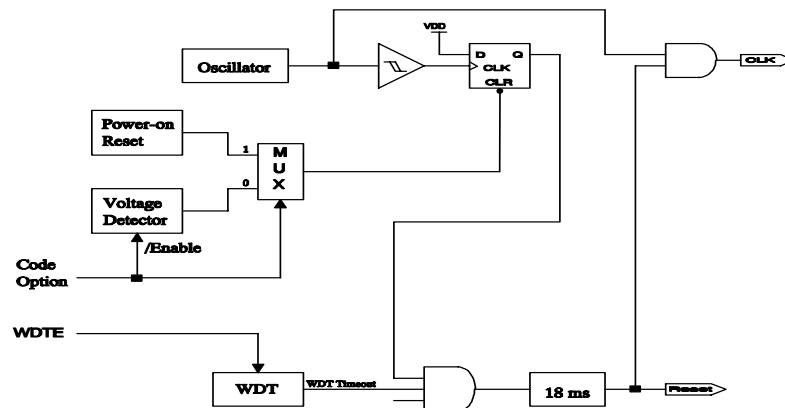 VDD
D Q
CLK
CLR
CLK
Oscillator
Power-on
Reset
1
M
U
X
0
Voltage
Detector
/Enable
Code
Option
WDTE
WDT
WDT Timeout
18 ms
Reset